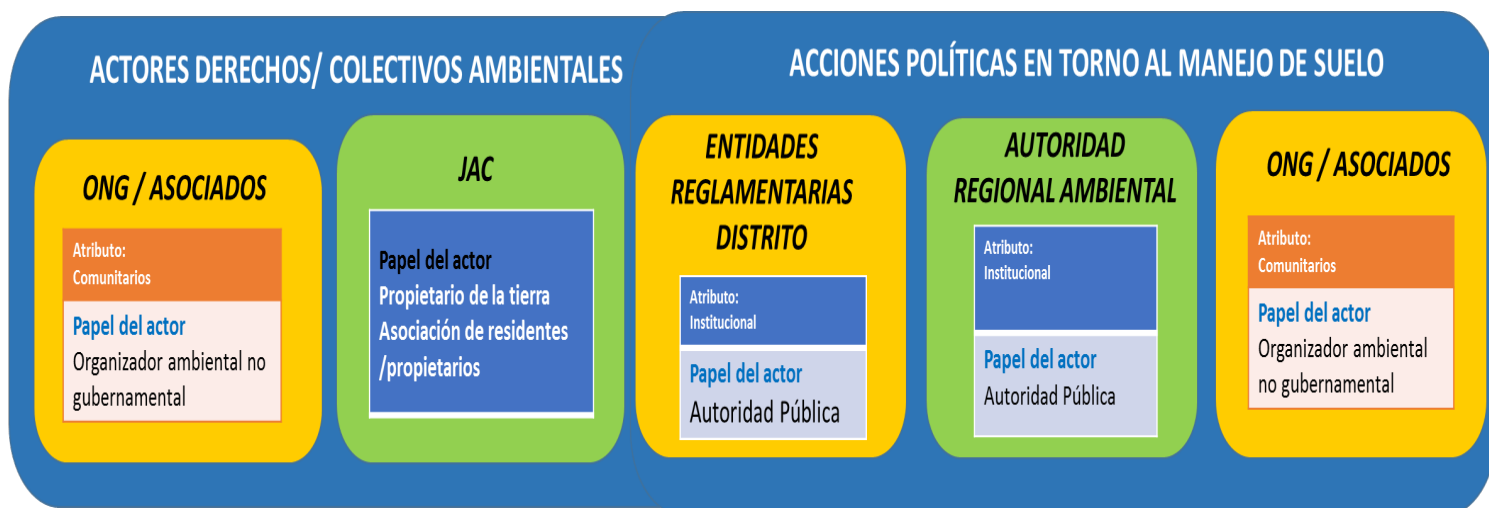 ACTORES DERECHOS/ COLECTIVOS AMBIENTALES
ONG / ASOCIADOS
Atributo:
Comunitarios
Papel del actor
Organizador ambiental no
gubernamental
JAC
Papel del actor
Propietario de la tierra
Asociación de residentes
/propietarios
ACCIONES POLÍTICAS EN TORNO AL MANEJO DE SUELO
ENTIDADES
REGLAMENTARIAS
DISTRITO
Atributo:
Institucional
Papel del actor
Autoridad Pública
AUTORIDAD
REGIONAL AMBIENTAL
Atributo:
Institucional
Papel del actor
Autoridad Pública
ONG / ASOCIADOS
Atributo:
Comunitarios
Papel del actor
Organizador ambiental
no gubernamental